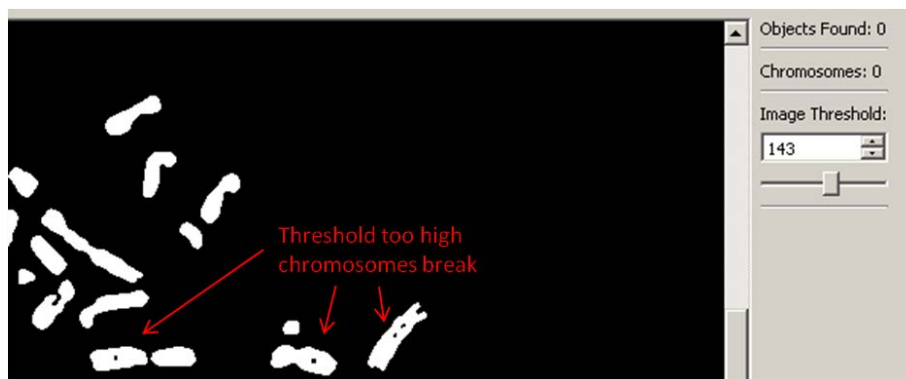 Objects Found: 0
Chromosomes: 0
Image Threshold:
143
Threshold too high
chromosomes break